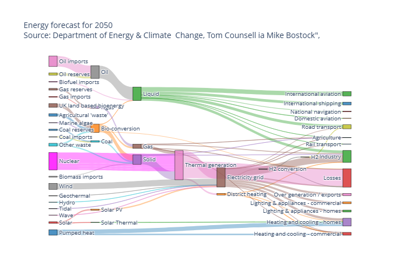 Energy forecast for 2050
Source: Department of Energy & Climate Change, Tom Counsell ia Mike Bostock",
Oil imports
Oil
Oil reserves
Biofuel imports
Gas reserves
Gas imports
Liquid
UK land based bioenergy
Agricultural 'waste'
Marine algae
Bio-conversion
Coal reserves
Coal imports
Coal
Other waste
Gas
Nuclear
Solid
Thermal generation
Biomass imports
Electricity grid
Wind
Geothermal
District heating
Hydro
Tidal
Solar PV
Wave
Solar
Solar Thermal
Pumped heat
International aviation
International shipping
National navigation
Domestic aviation
Road transport
Agriculture
Rail transport
H2 conversion
Industry
Losses
Over generation / exports
Lighting & appliances - commercial
Lighting & appliances - homes
Heating and cooling - homes
Heating and cooling - commercial